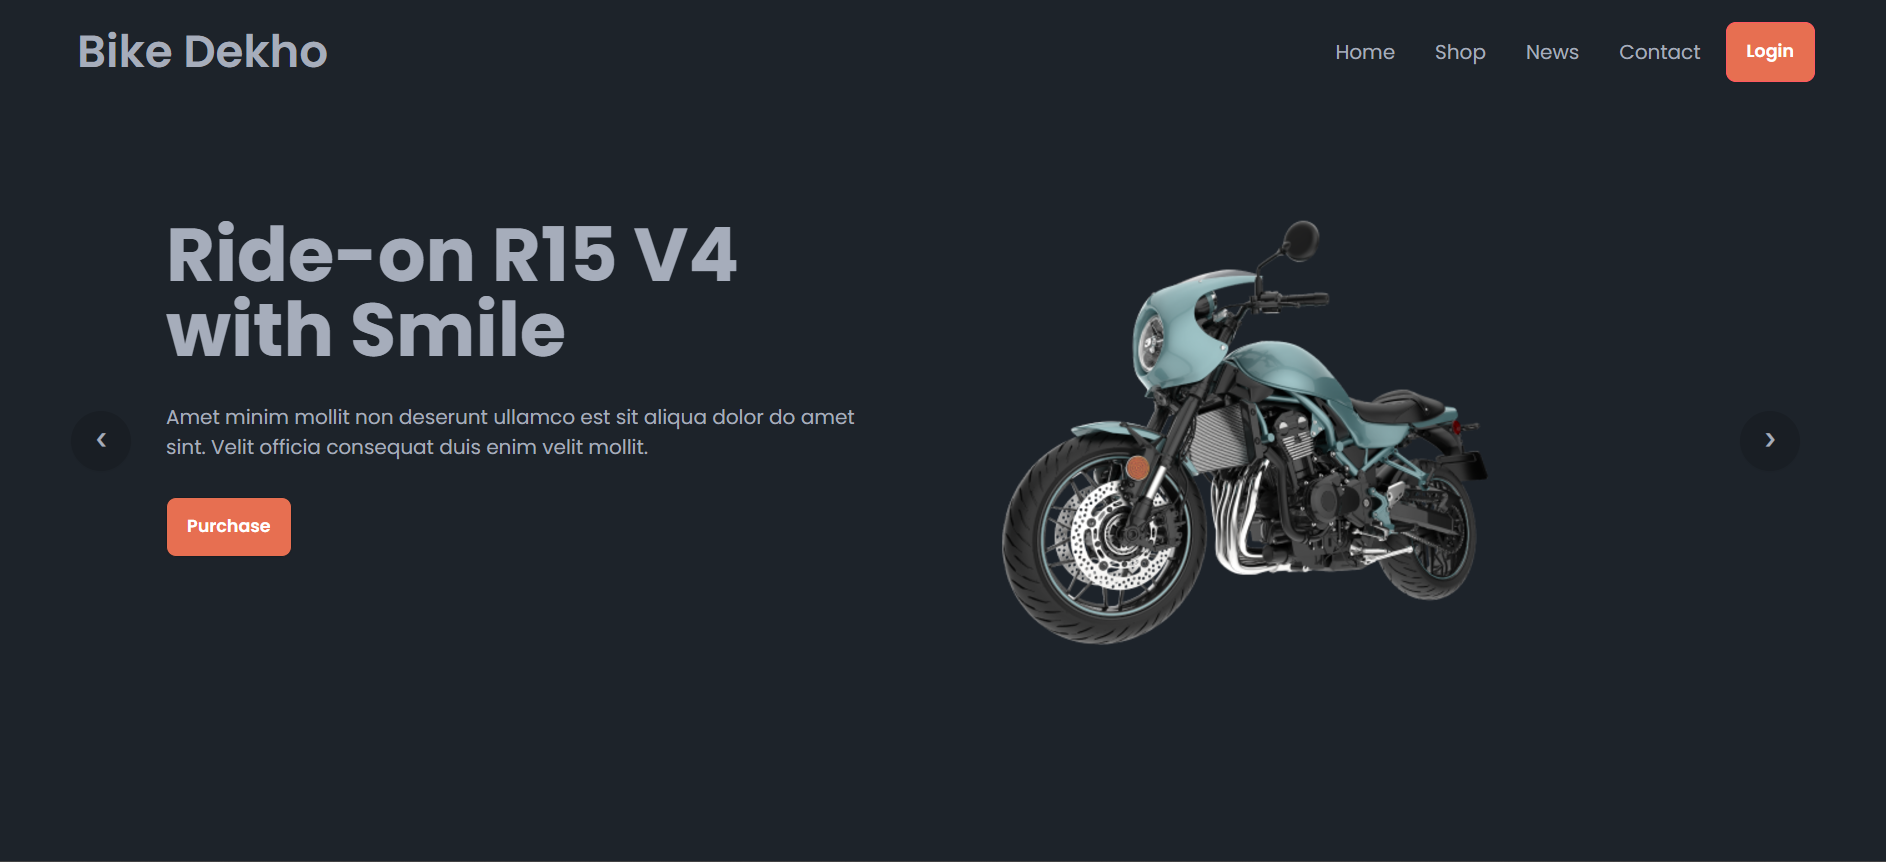 Bike Dekho
Home Shop News Contact Login
Ride-on R15 V4
with Smile
Amet minim mollit non deserunt ullamco est sit aliqua dolor do amet
sint. Velit officia consequat duis enim velit mollit.
‹ ›
Purchase